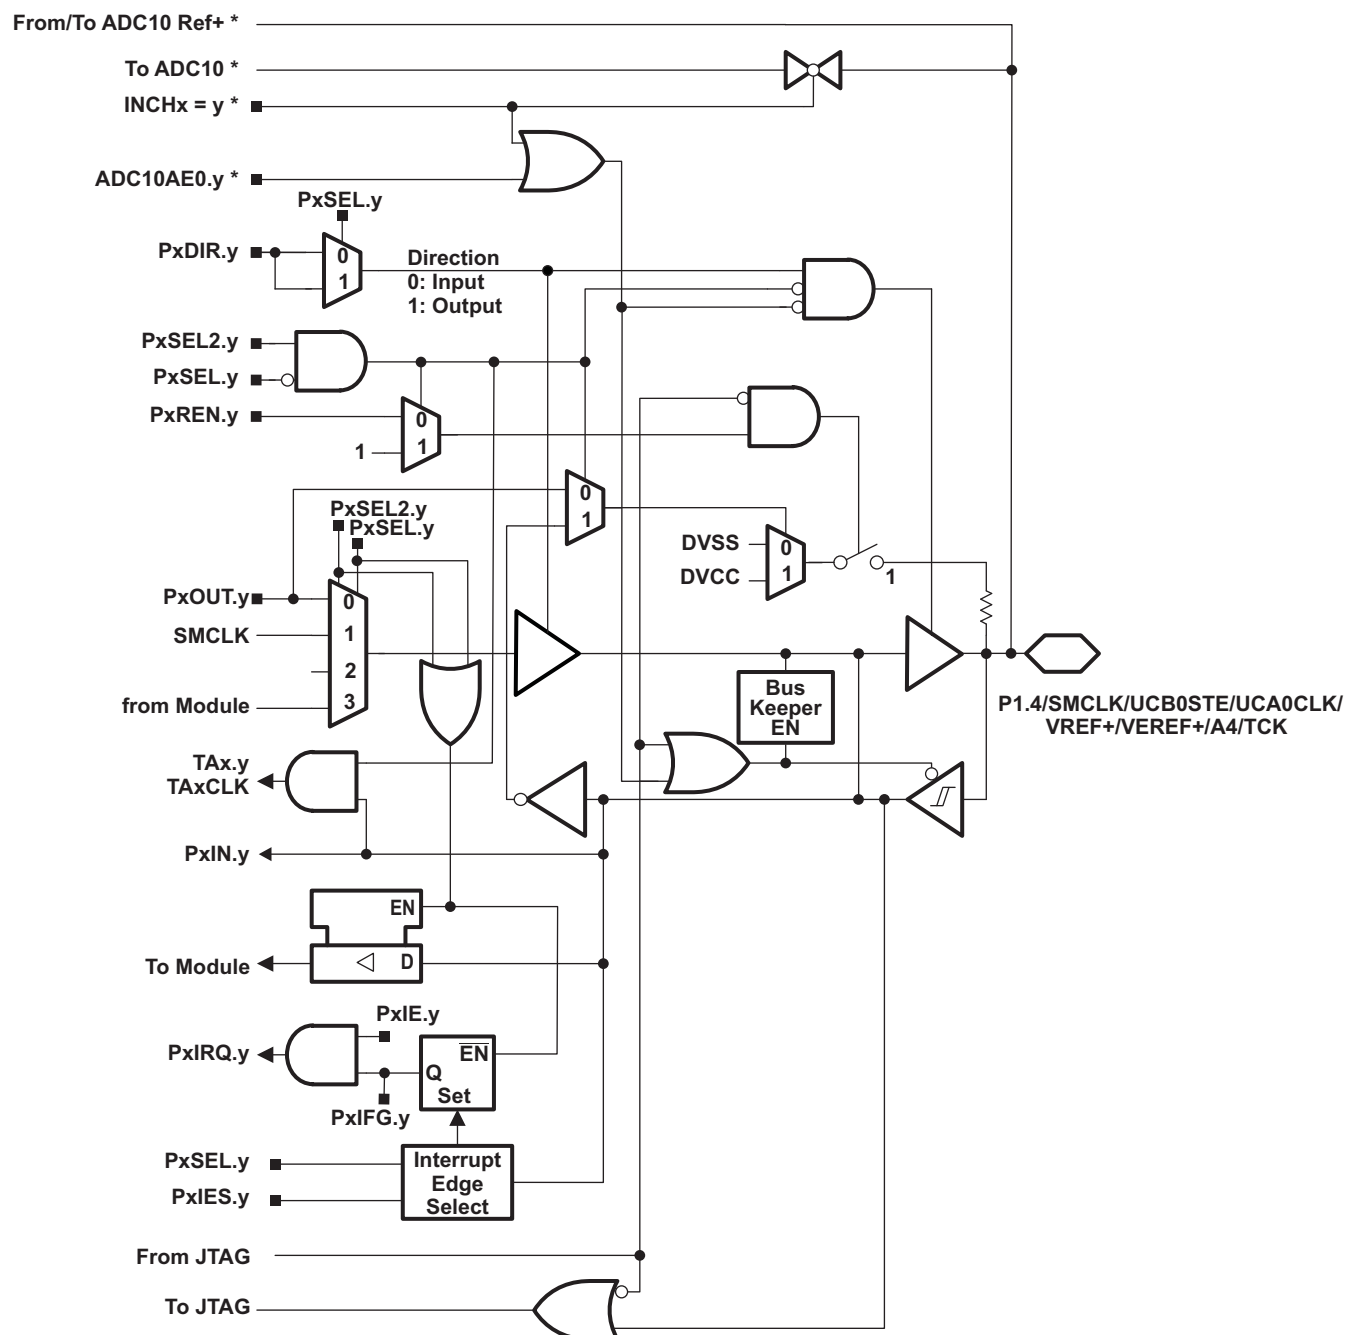 From/To ADC10 Ref+ *
To ADC10 *
INCHx = y *
ADC10AE0.y *
PxSEL.y
PxDIR.y
0
1
Direction
0: Input
1: Output
PxSEL2.y
PxSEL.y
PxREN.y
0
1
1
0
1
PxSEL2.y
PxSEL.y
DVSS
DVCC
0
1
1
PxOUT.y
SMCLK
from Module
0
1
2
3
Bus
Keeper
EN
P1.4/SMCLK/UCB0STE/UCA0CLK/
VREF+/VEREF+/A4/TCK
TAx.y
TAxCLK
PxIN.y
EN
D
To Module
PxIE.y
PxIRQ.y
EN
Q
Set
PxIFG.y
PxSEL.y
PxIES.y
Interrupt
Edge
Select
From JTAG
To JTAG